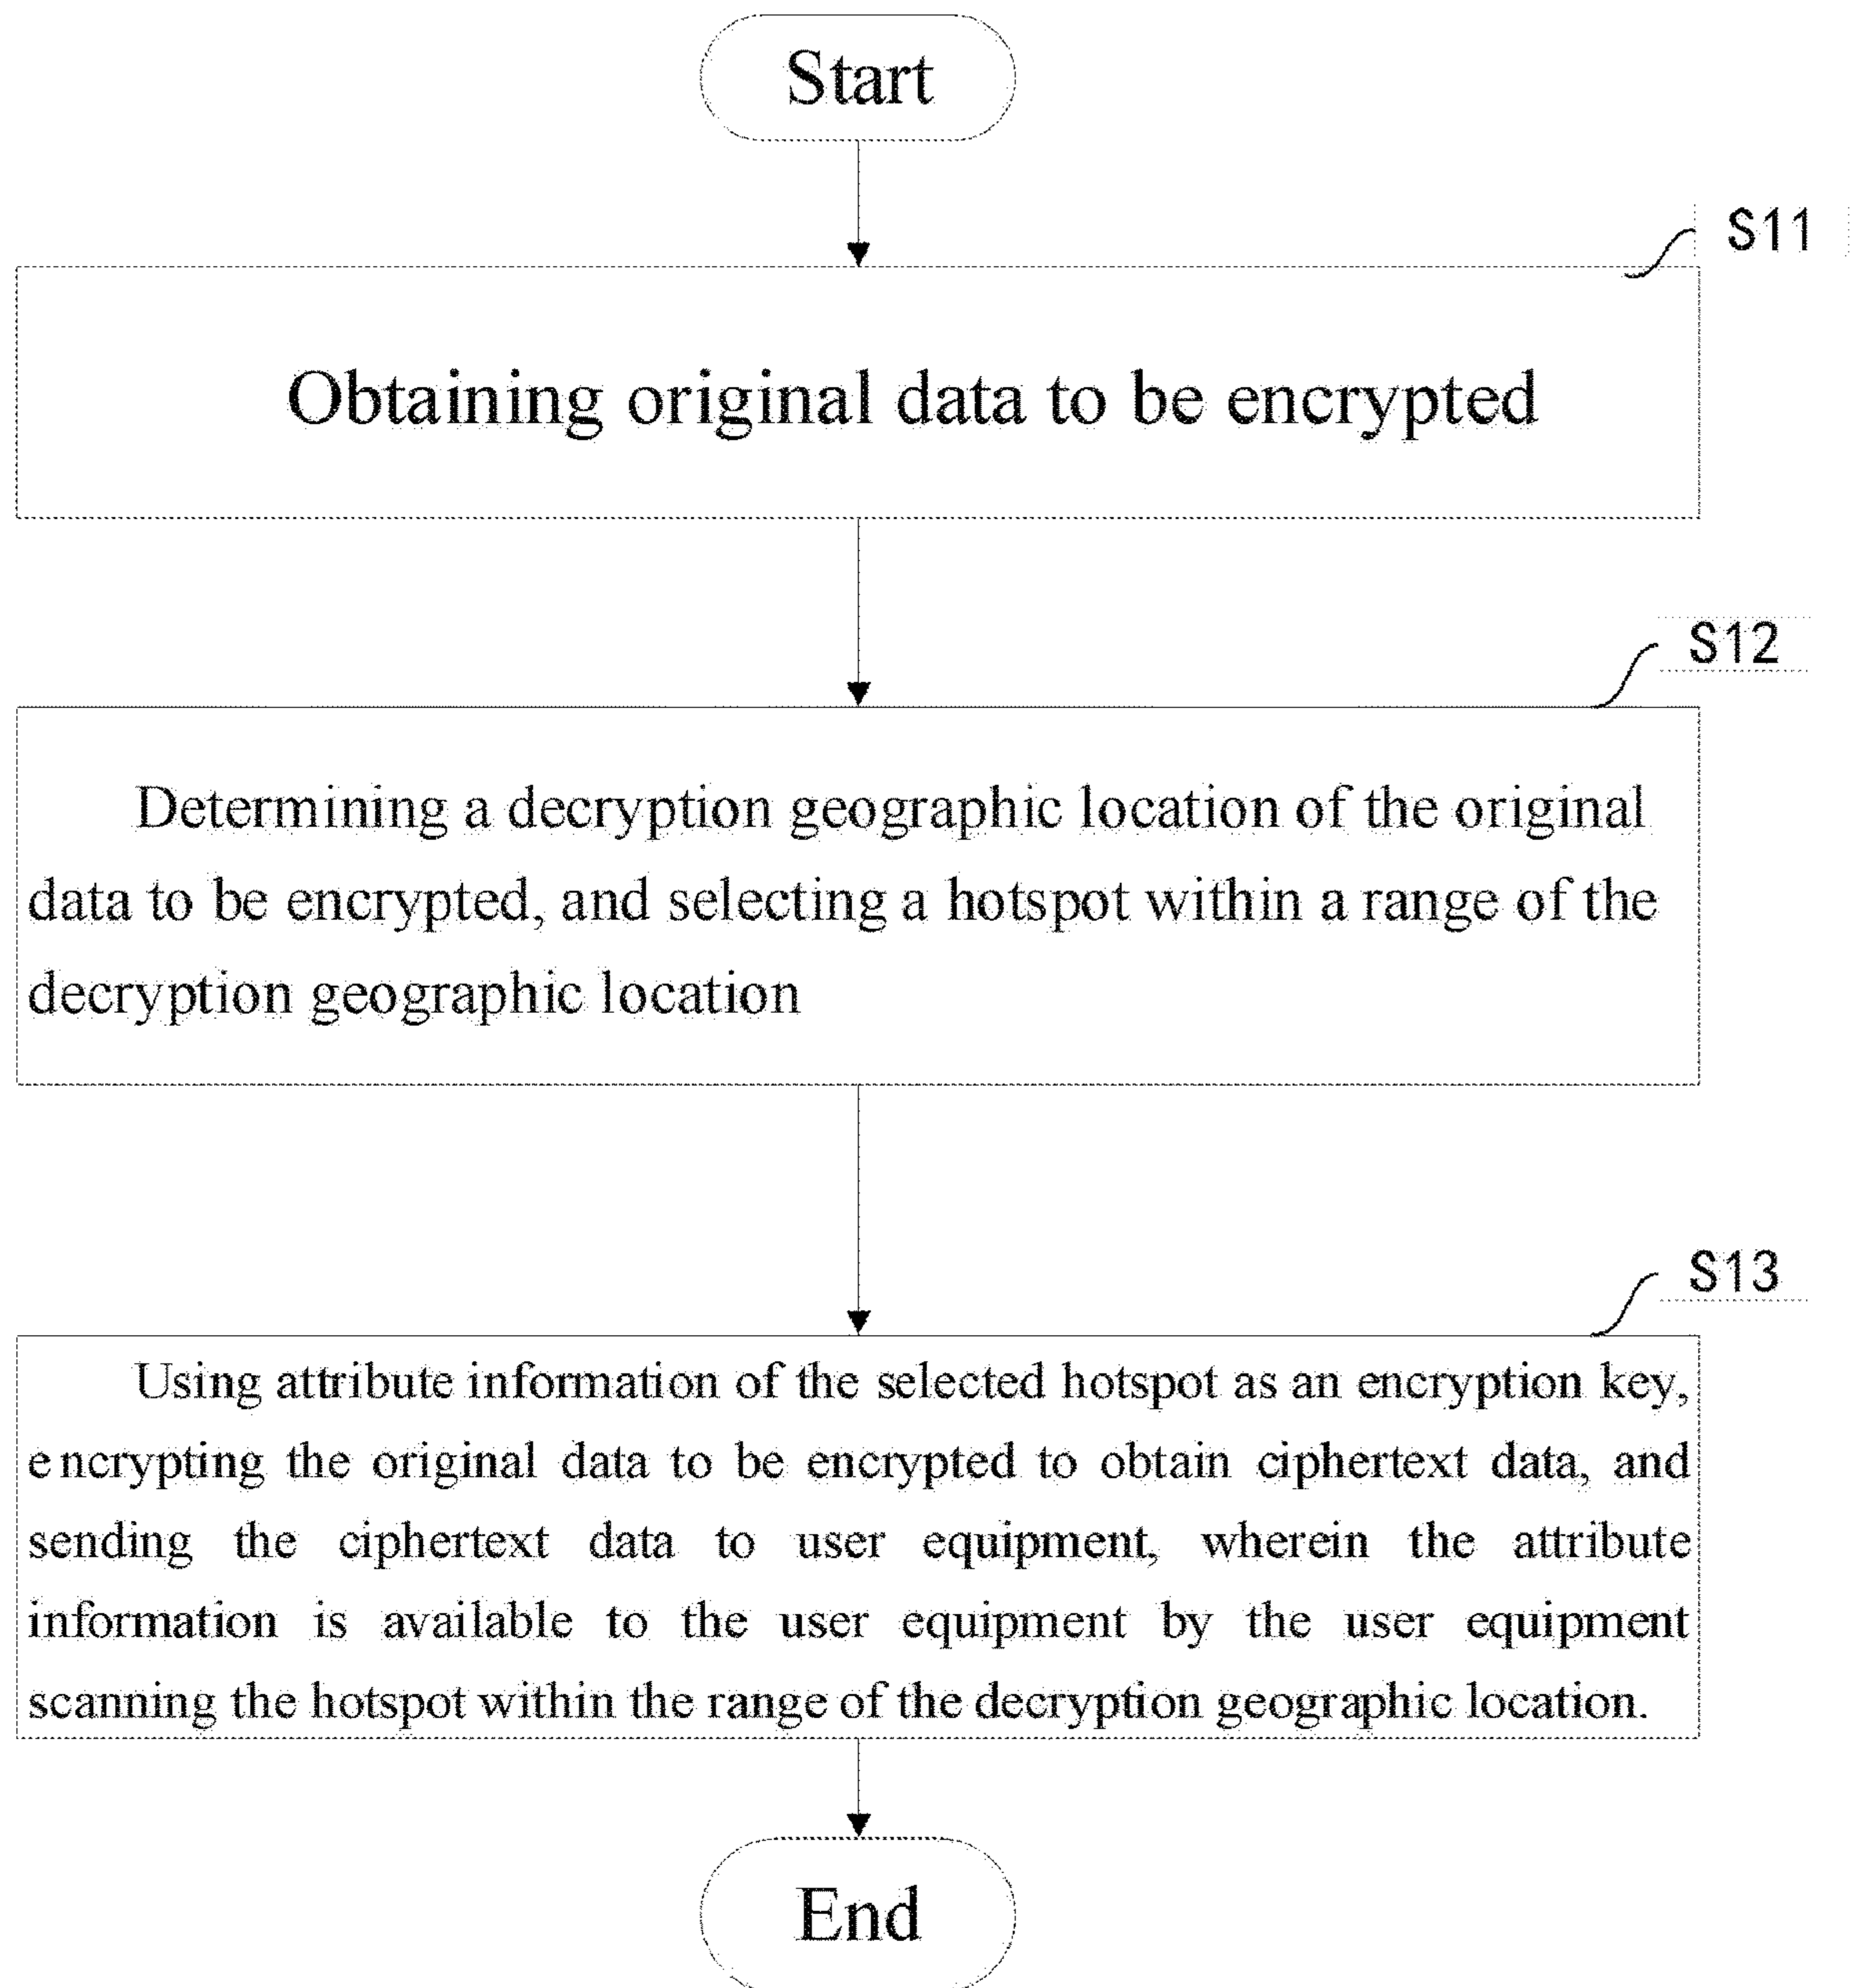 Start
S11
Obtaining original data to be encrypted
S12
Determining a decryption geographic location of the original
data to be encrypted, and selecting a hotspot within a range of the
decryption geographic location
S13
Using attribute information of the selected hotspot as an encryption key,
encrypting the original data to be encrypted to obtain ciphertext data, and
sending the ciphertext data to user equipment, wherein the attribute
information is available to the user equipment by the user equipment
scanning the hotspot within the range of the decryption geographic location.
End